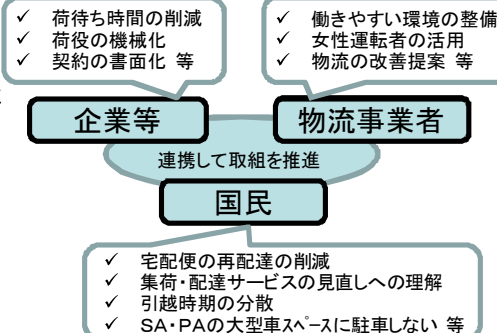 ✓ 荷待ち時間の削減
✓ 荷役の機械化
✓ 契約の書面化 等
✓ 働きやすい環境の整備
✓ 女性運転者の活用
✓ 物流の改善提案 等
企業等
物流事業者
連携して取組を推進
国民
✓ 宅配便の再配達の削減
✓ 集荷・配達サービスの見直しへの理解
✓ 引越時期の分散
✓ SA・PAの大型車スペースに駐車しない 等